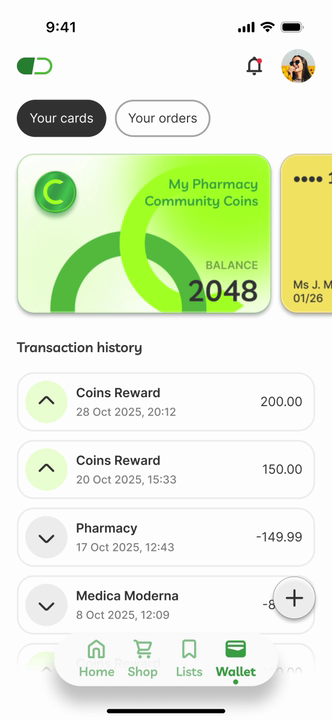 9:41
Your cards
Your orders
My Pharmacy
Community Coins
BALANCE
2048
Ms J. M
01/26
Transaction history
Coins Reward
28 Oct 2025, 20:12
200.00
Coins Reward
20 Oct 2025, 15:33
150.00
Pharmacy
17 Oct 2025, 12:43
-149.99
Medica Moderna
8 Oct 2025, 12:09
-8
Home
Shop
Lists
Wallet